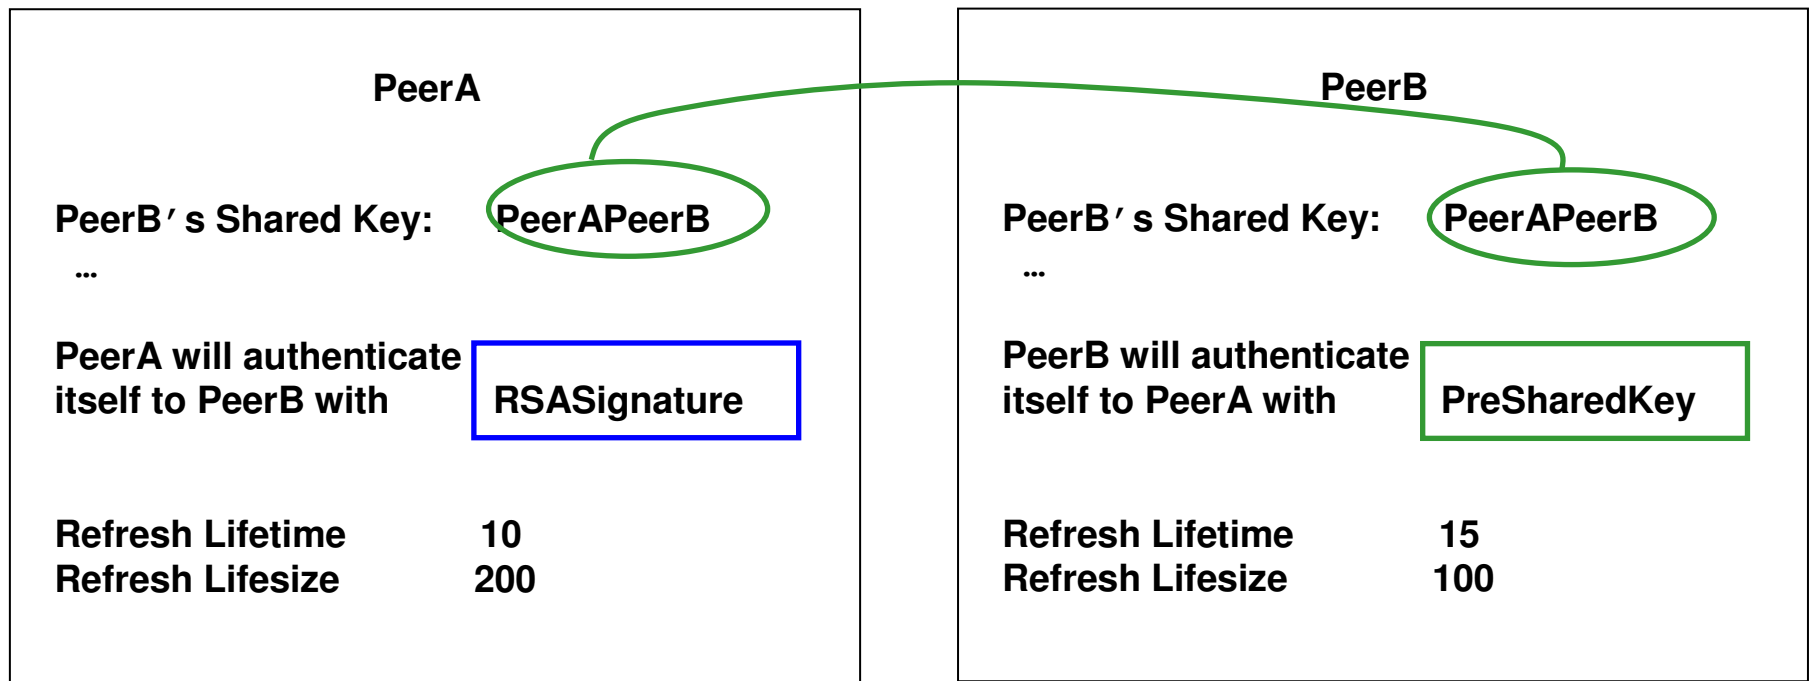 PeerA
PeerB's Shared Key: PeerAPeerB
…
PeerA will authenticate
itself to PeerB with RSASignature
Refresh Lifetime 10
Refresh Lifesize 200
PeerB
PeerB's Shared Key: PeerAPeerB
…
PeerB will authenticate
itself to PeerA with PreSharedKey
Refresh Lifetime 15
Refresh Lifesize 100